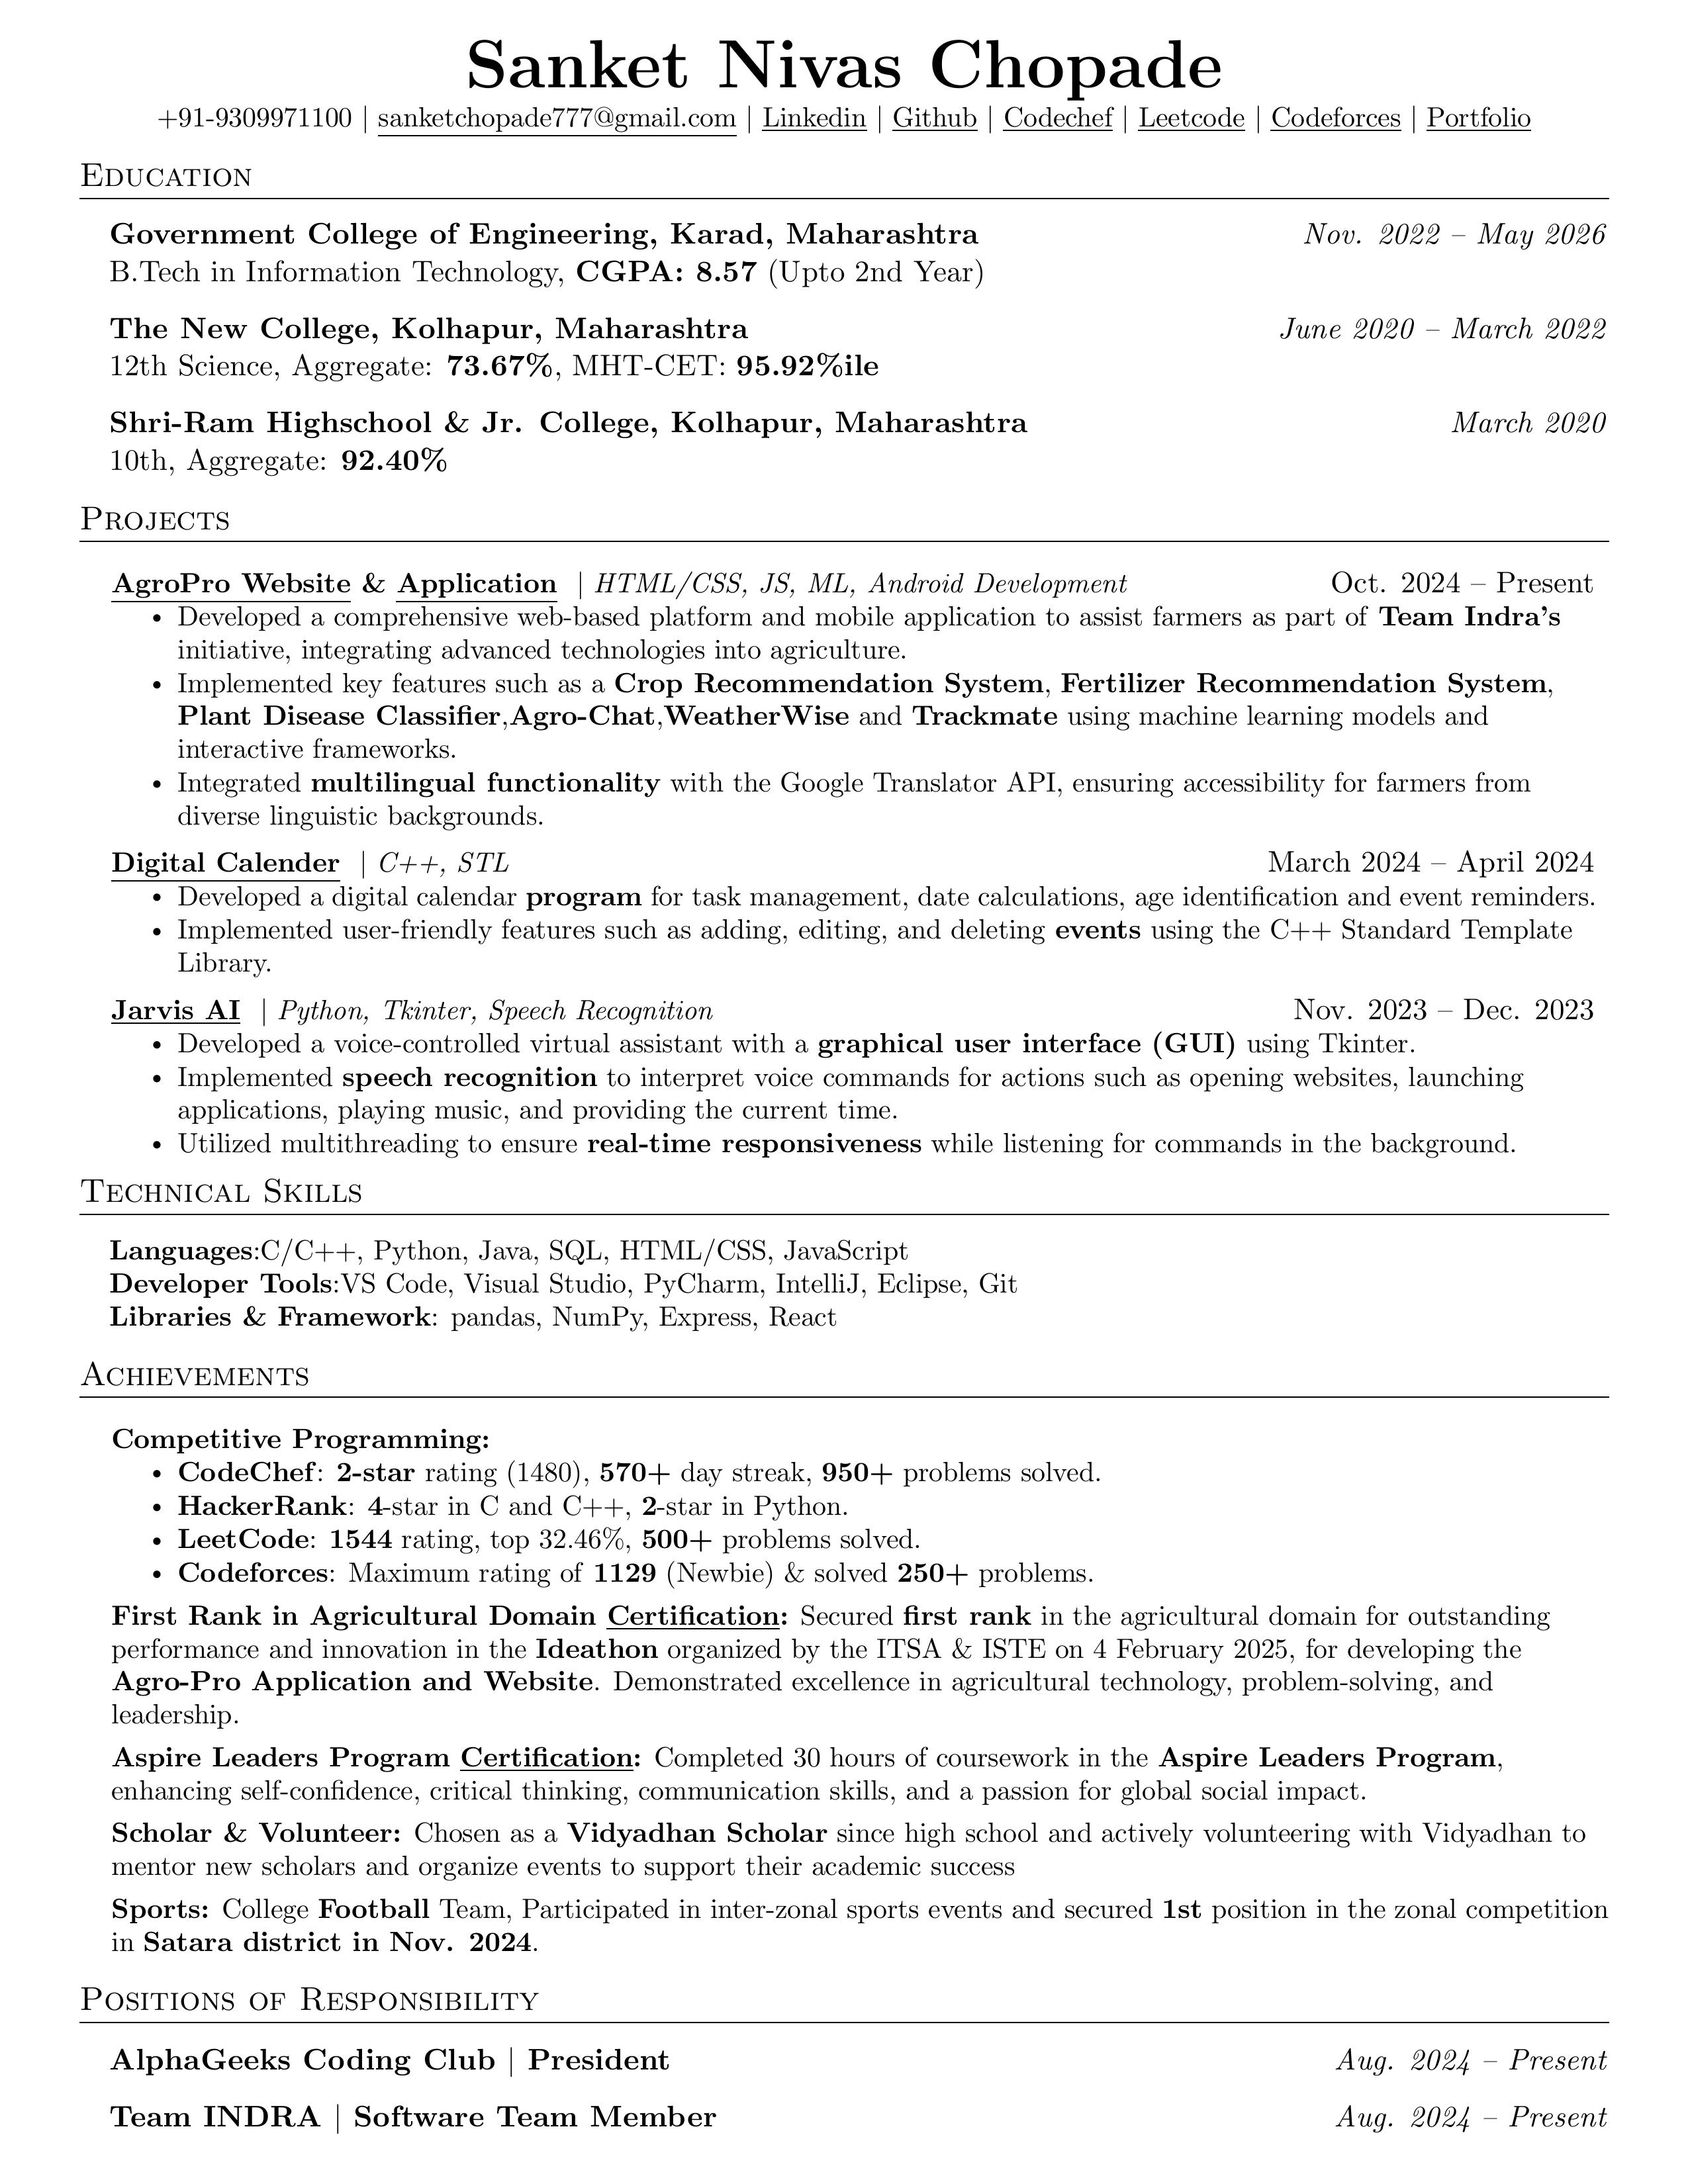 Sanket Nivas Chopade
+91-9309971100 | sanketchopade777@gmail.com | Linkedin | Github | Codechef | Leetcode | Codeforces | Portfolio
Education
Government College of Engineering, Karad, Maharashtra Nov. 2022 – May 2026
B.Tech in Information Technology, CGPA: 8.57 (Upto 2nd Year)
The New College, Kolhapur, Maharashtra June 2020 – March 2022
12th Science, Aggregate: 73.67%, MHT-CET: 95.92%ile
Shri-Ram Highschool & Jr. College, Kolhapur, Maharashtra March 2020
10th, Aggregate: 92.40%
Projects
AgroPro Website & Application | HTML/CSS, JS, ML, Android Development Oct. 2024 – Present
• Developed a comprehensive web-based platform and mobile application to assist farmers as part of Team Indra's
initiative, integrating advanced technologies into agriculture.
• Implemented key features such as a Crop Recommendation System, Fertilizer Recommendation System,
Plant Disease Classifier,Agro-Chat,WeatherWise and Trackmate using machine learning models and
interactive frameworks.
• Integrated multilingual functionality with the Google Translator API, ensuring accessibility for farmers from
diverse linguistic backgrounds.
Digital Calender | C++, STL March 2024 – April 2024
• Developed a digital calendar program for task management, date calculations, age identification and event reminders.
• Implemented user-friendly features such as adding, editing, and deleting events using the C++ Standard Template
Library.
Jarvis AI | Python, Tkinter, Speech Recognition Nov. 2023 – Dec. 2023
• Developed a voice-controlled virtual assistant with a graphical user interface (GUI) using Tkinter.
• Implemented speech recognition to interpret voice commands for actions such as opening websites, launching
applications, playing music, and providing the current time.
• Utilized multithreading to ensure real-time responsiveness while listening for commands in the background.
Technical Skills
Languages:C/C++, Python, Java, SQL, HTML/CSS, JavaScript
Developer Tools:VS Code, Visual Studio, PyCharm, IntelliJ, Eclipse, Git
Libraries & Framework: pandas, NumPy, Express, React
Achievements
Competitive Programming:
• CodeChef: 2-star rating (1480), 570+ day streak, 950+ problems solved.
• HackerRank: 4-star in C and C++, 2-star in Python.
• LeetCode: 1544 rating, top 32.46%, 500+ problems solved.
• Codeforces: Maximum rating of 1129 (Newbie) & solved 250+ problems.
First Rank in Agricultural Domain Certification: Secured first rank in the agricultural domain for outstanding
performance and innovation in the Ideathon organized by the ITSA & ISTE on 4 February 2025, for developing the
Agro-Pro Application and Website. Demonstrated excellence in agricultural technology, problem-solving, and
leadership.
Aspire Leaders Program Certification: Completed 30 hours of coursework in the Aspire Leaders Program,
enhancing self-confidence, critical thinking, communication skills, and a passion for global social impact.
Scholar & Volunteer: Chosen as a Vidyadhan Scholar since high school and actively volunteering with Vidyadhan to
mentor new scholars and organize events to support their academic success
Sports: College Football Team, Participated in inter-zonal sports events and secured 1st position in the zonal competition
in Satara district in Nov. 2024.
Positions of Responsibility
AlphaGeeks Coding Club | President Aug. 2024 – Present
Team INDRA | Software Team Member Aug. 2024 – Present